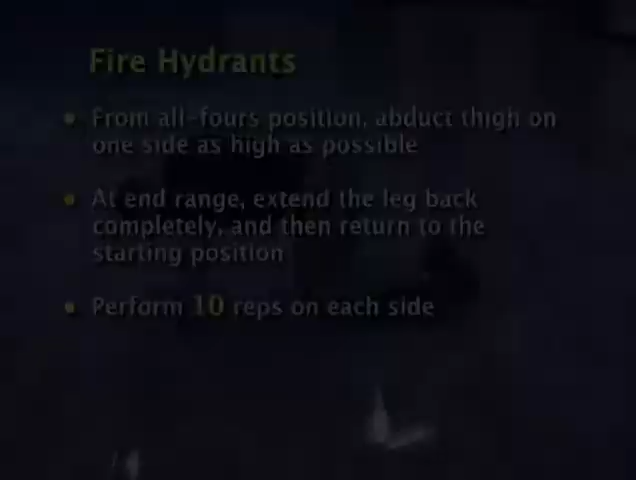 Fire Hydrants
• From all-fours position, abduct thigh on
one side as high as possible
• At end range, extend the leg back
completely, and then return to the
starting position
• Perform 10 reps on each side